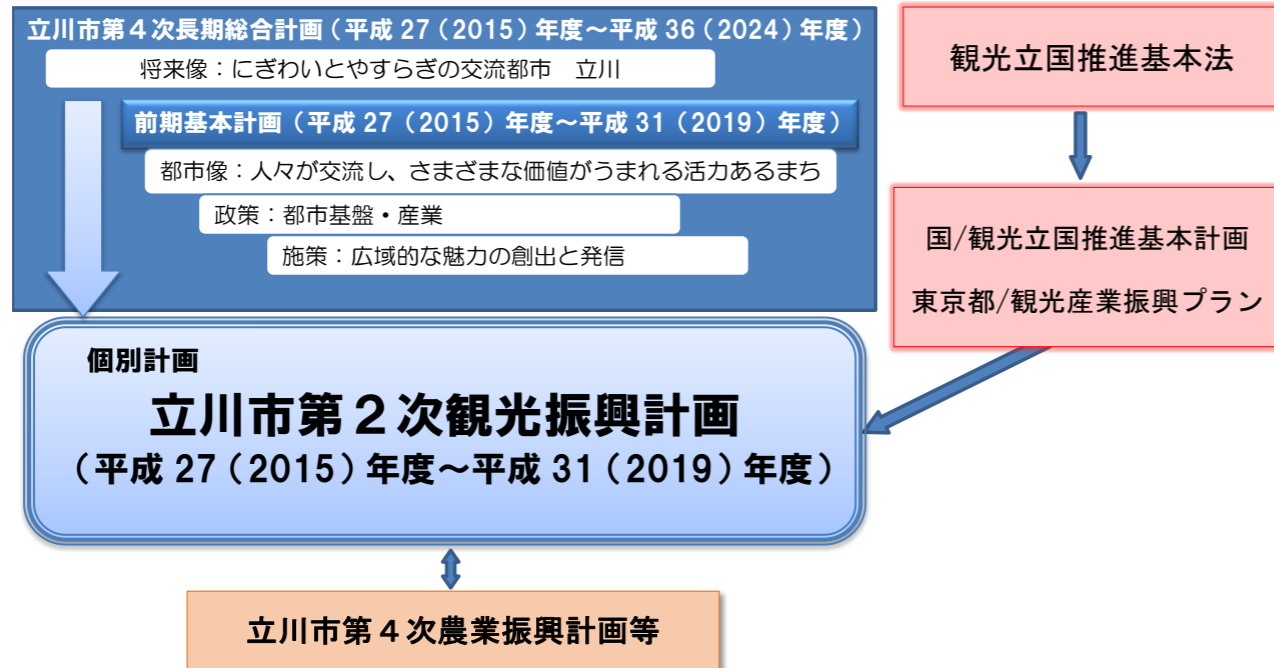 立川市第４次長期総合計画（平成 27（2015）年度～平成 36（2024）年度）
将来像：にぎわいとやすらぎの交流都市　立川
前期基本計画（平成 27（2015）年度～平成 31（2019）年度）
都市像：人々が交流し、さまざまな価値がうまれる活力あるまち
政策：都市基盤・産業
施策：広域的な魅力の創出と発信
観光立国推進基本法
国/観光立国推進基本計画
東京都/観光産業振興プラン
個別計画
立川市第２次観光振興計画
（平成 27（2015）年度～平成 31（2019）年度）
立川市第４次農業振興計画等